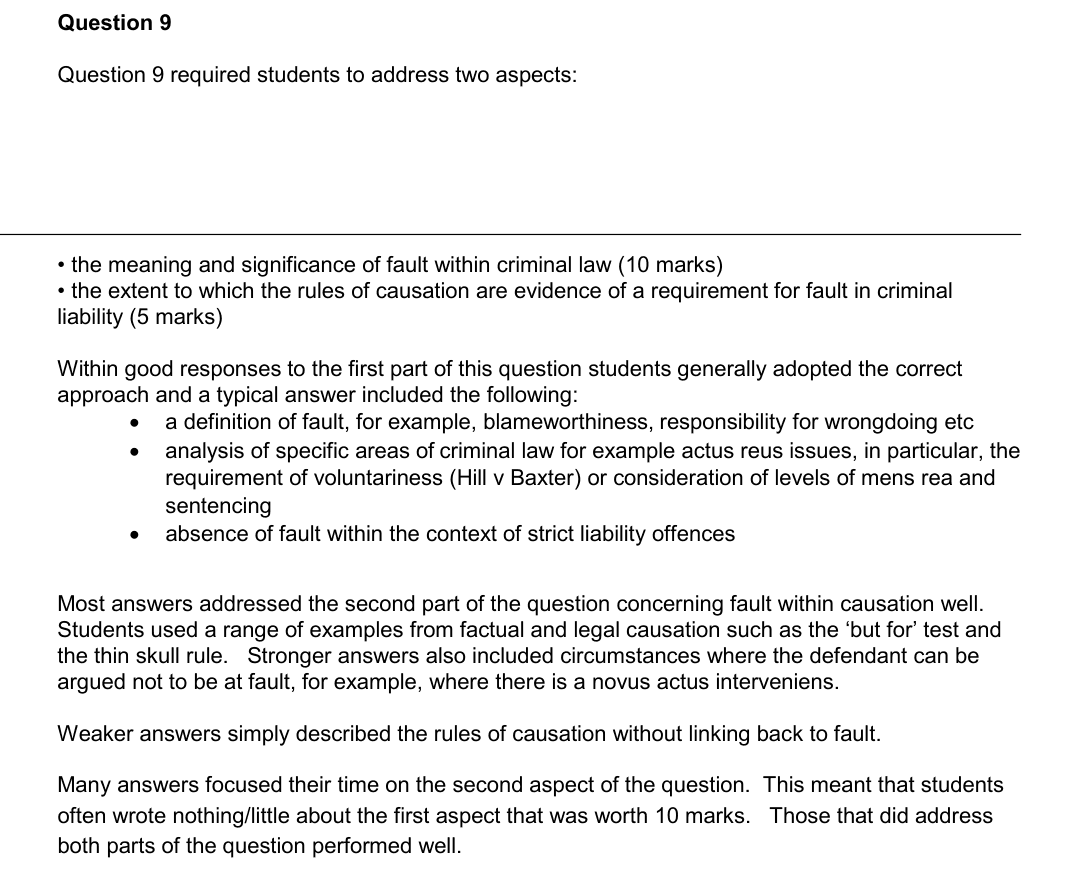 Question 9
Question 9 required students to address two aspects:
• the meaning and significance of fault within criminal law (10 marks)
• the extent to which the rules of causation are evidence of a requirement for fault in criminal
liability (5 marks)
Within good responses to the first part of this question students generally adopted the correct
approach and a typical answer included the following:
• a definition of fault, for example, blameworthiness, responsibility for wrongdoing etc
• analysis of specific areas of criminal law for example actus reus issues, in particular, the
requirement of voluntariness (Hill v Baxter) or consideration of levels of mens rea and
sentencing
• absence of fault within the context of strict liability offences
Most answers addressed the second part of the question concerning fault within causation well.
Students used a range of examples from factual and legal causation such as the ‘but for’ test and
the thin skull rule. Stronger answers also included circumstances where the defendant can be
argued not to be at fault, for example, where there is a novus actus interveniens.
Weaker answers simply described the rules of causation without linking back to fault.
Many answers focused their time on the second aspect of the question. This meant that students
often wrote nothing/little about the first aspect that was worth 10 marks. Those that did address
both parts of the question performed well.